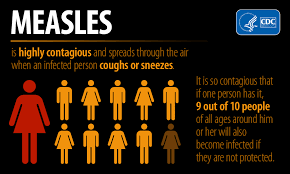 MEASLES
is highly contagious and spreads through the air
when an infected person coughs or sneezes.
CDC
It is so contagious that
if one person has it,
9 out of 10 people
of all ages around him
or her will also
become infected if
they are not protected.